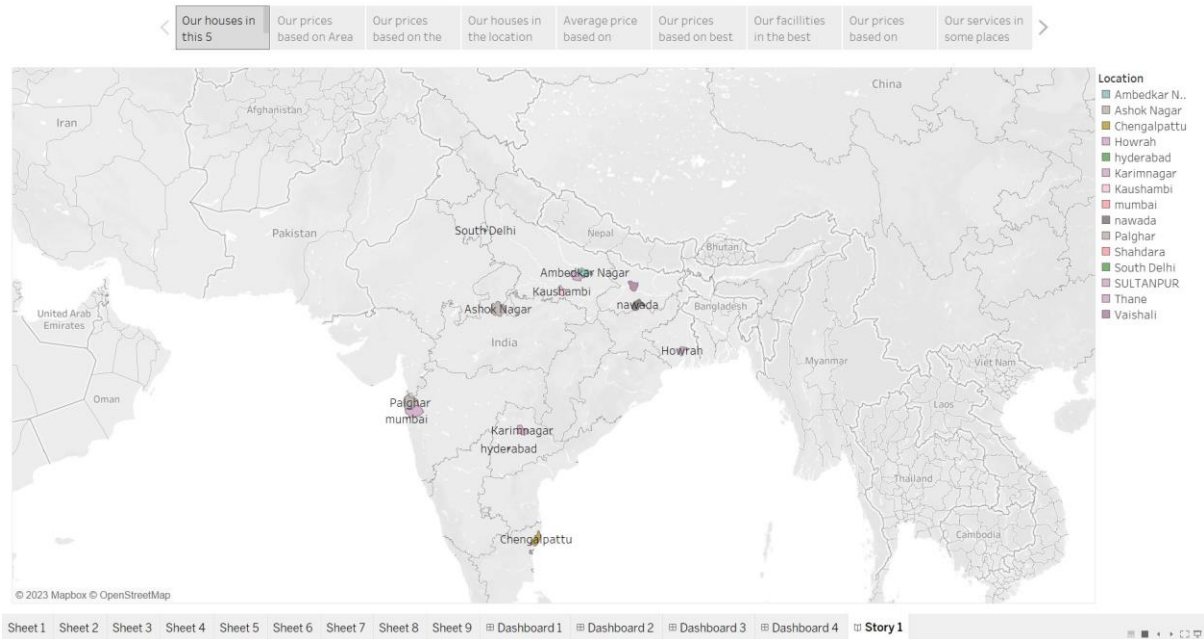 Our houses in
this 5
Our prices
based on Area
Our prices
based on the
Our houses in
the location
Average price
based on
Our prices
based on best
Our facillities
in the best
Our prices
based on
Our services in
some places
Location
Ambedkar N..
Ashok Nagar
Chengalpattu
Howrah
hyderabad
Karimnagar
Kaushambi
mumbai
nawada
Palghar
Shahdara
South Delhi
SULTANPUR
Thane
Vaishali
China
Afghanistan
Iran
Pakistan
South Delhi
Nepal
Bhutan
Ambedkar Nagar
Kaushambi
nawada
Ashok Nagar
Bangladesh
United Arab
Emirates
India
Howrah
Myanmar
Viet Nam
Oman
Laos
Palghar
mumbai
Karimnagar
hyderabad
Thailand
Cambodia
Chengalpattu
© 2023 Mapbox © OpenStreetMap
Sheet 1 Sheet 2 Sheet 3 Sheet 4 Sheet 5 Sheet 6 Sheet 7 Sheet 8 Sheet 9 Dashboard 1 Dashboard 2 Dashboard 3 Dashboard 4 Story 1